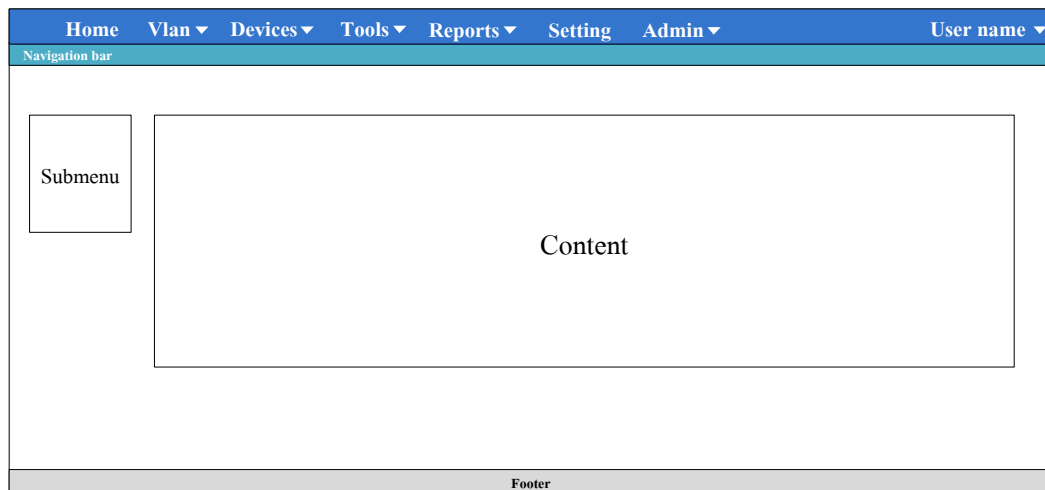 Home Vlan Devices Tools Reports Setting Admin User name
Navigation bar
Submenu
Content
Footer